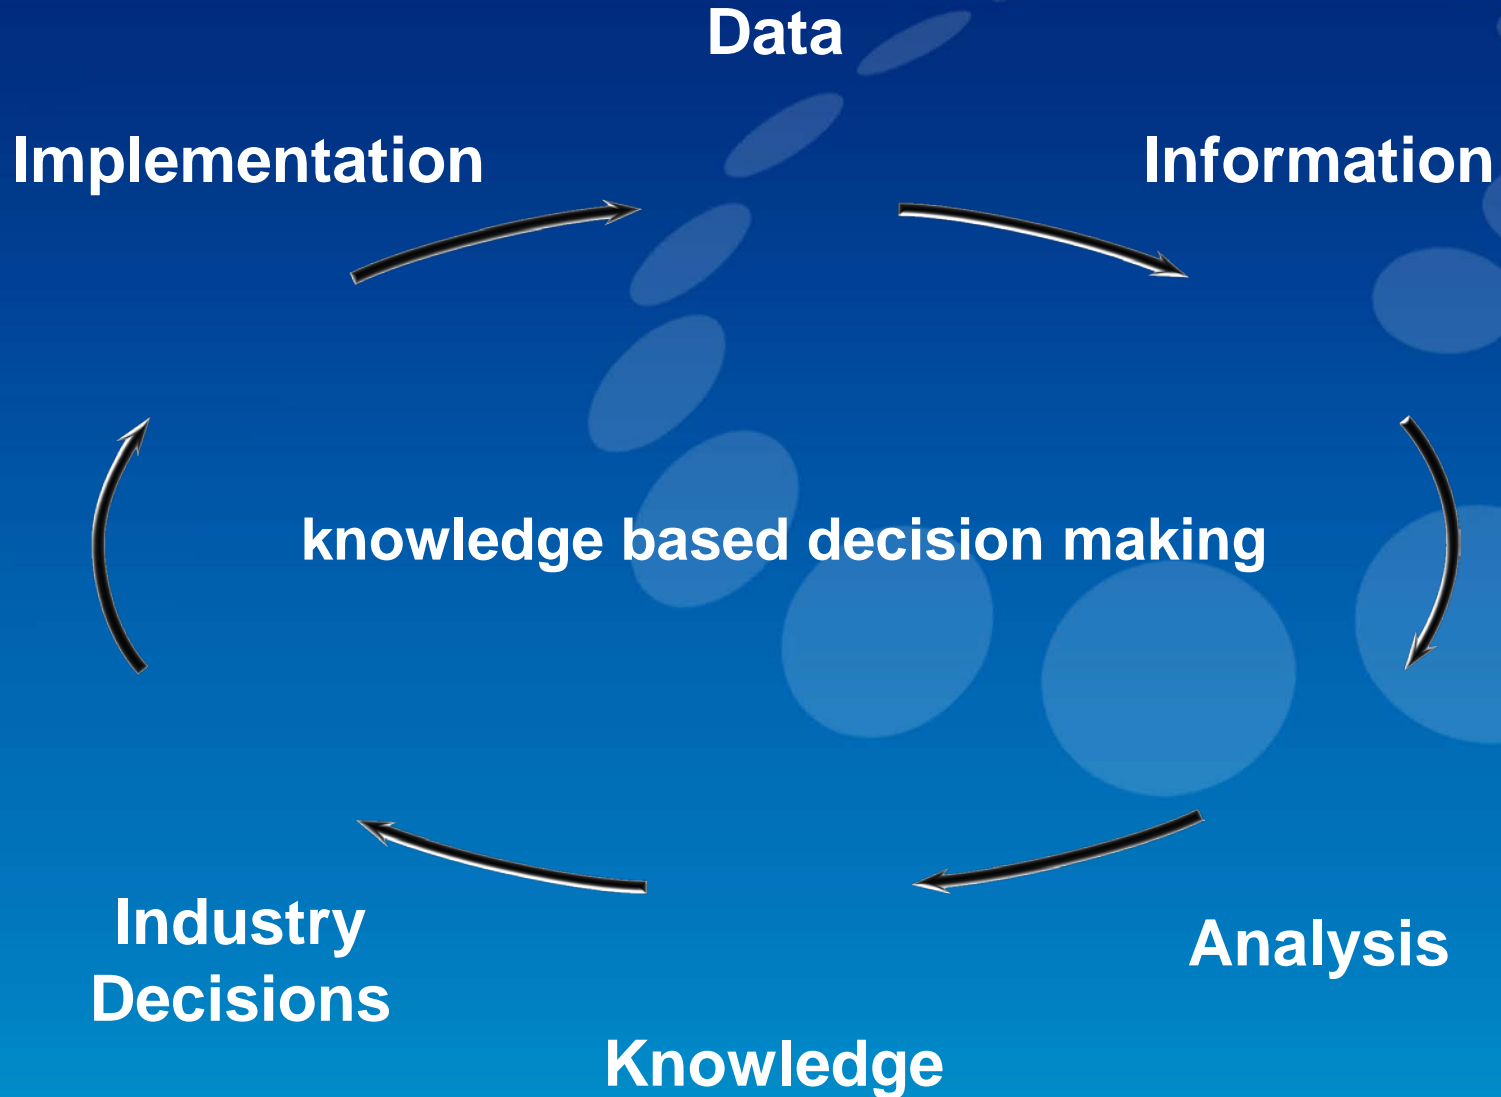 Data
Implementation
Information
knowledge based decision making
Industry
Decisions
Analysis
Knowledge